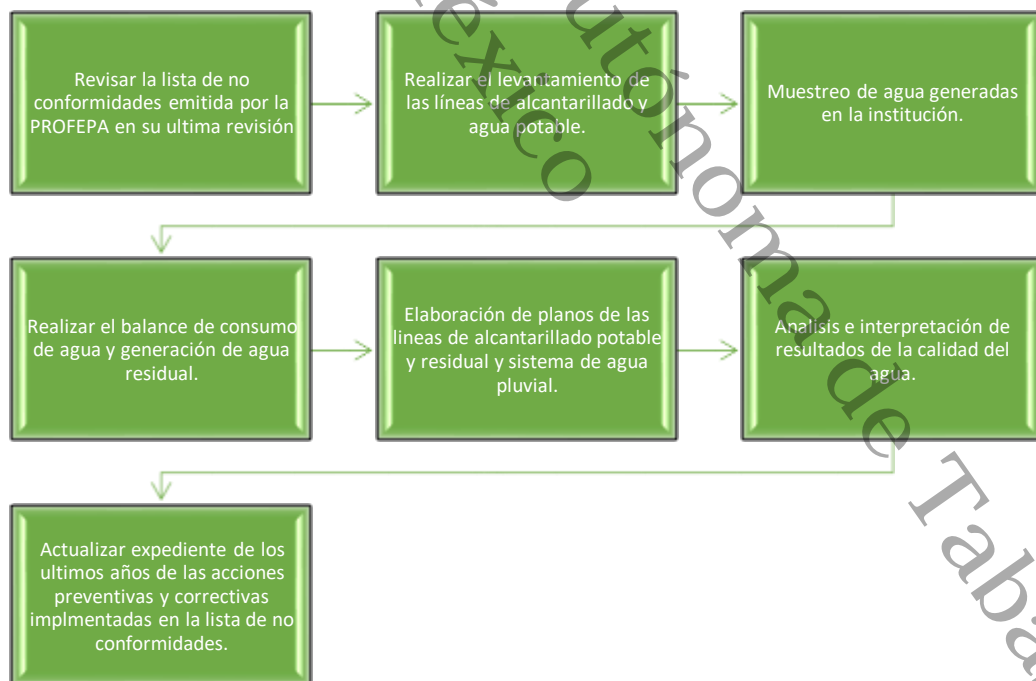 Revisar la lista de no
conformidades emitida por la
PROFEPA en su ultima revisión
Realizar el levantamiento de
las líneas de alcantarillado y
agua potable.
Muestreo de agua generadas
en la institución.
Realizar el balance de consumo
de agua y generación de agua
residual.
Elaboración de planos de las
lineas de alcantarillado potable
y residual y sistema de agua
pluvial.
Analisis e interpretación de
resultados de la calidad del
agua.
Actualizar expediente de los
ultimos años de las acciones
preventivas y correctivas
implmentadas en la lista de no
conformidades.
utónoma de Taba
éxico